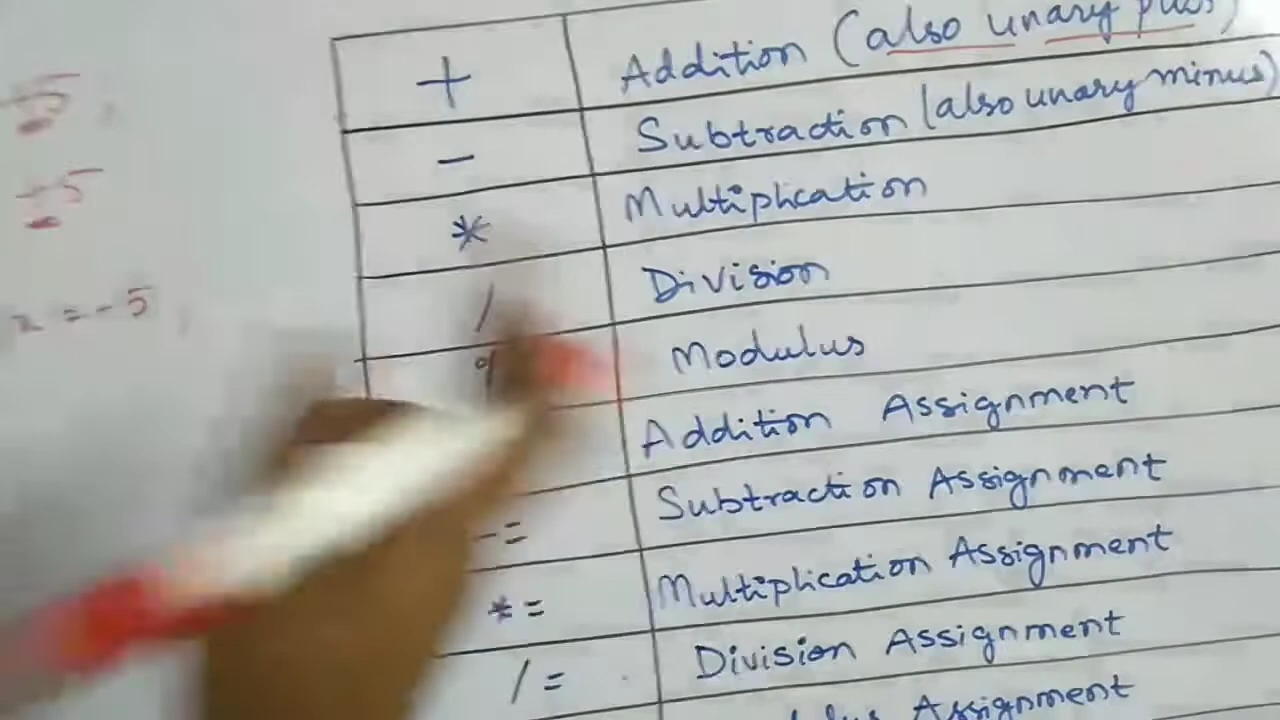 + Addition (also unary plus)
- Subtraction (also unary minus)
* Multiplication
/ Division
% Modulus
Addition Assignment
-= Subtraction Assignment
*= Multiplication Assignment
/= Division Assignment
Assignment
-5
x = -5;